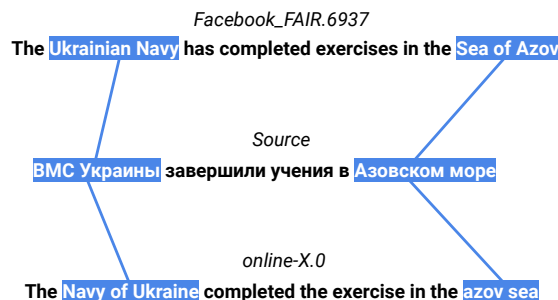 Facebook_FAIR.6937
The Ukrainian Navy has completed exercises in the Sea of Azov
Source
ВМС Украины завершили учения в Азовском море
online-X.0
The Navy of Ukraine completed the exercise in the azov sea